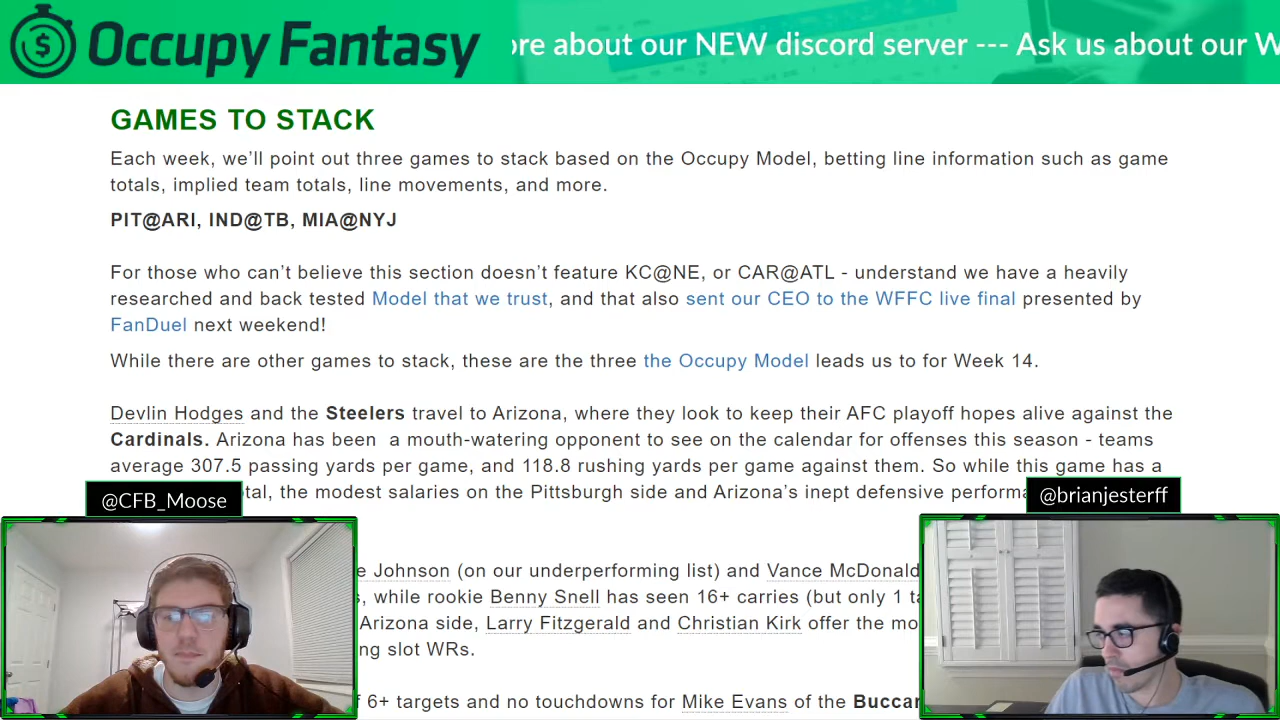 Occupy Fantasy
ore about our NEW discord server --- Ask us about our W
GAMES TO STACK
Each week, we'll point out three games to stack based on the Occupy Model, betting line information such as game
totals, implied team totals, line movements, and more.
PIT@ARI, IND@TB, MIA@NYJ
For those who can't believe this section doesn't feature KC@NE, or CAR@ATL - understand we have a heavily
researched and back tested Model that we trust, and that also sent our CEO to the WFFC live final presented by
FanDuel next weekend!
While there are other games to stack, these are the three the Occupy Model leads us to for Week 14.
Devlin Hodges and the Steelers travel to Arizona, where they look to keep their AFC playoff hopes alive against the
Cardinals. Arizona has been a mouth-watering opponent to see on the calendar for offenses this season - teams
average 307.5 passing yards per game, and 118.8 rushing yards per game against them. So while this game has a
tal, the modest salaries on the Pittsburgh side and Arizona's inept defensive performa
@CFB_Moose
@brianjesterff
e Johnson (on our underperforming list) and Vance McDonald
s, while rookie Benny Snell has seen 16+ carries (but only 1 ta
Arizona side, Larry Fitzgerald and Christian Kirk offer the mo
ng slot WRs.
f 6+ targets and no touchdowns for Mike Evans of the Buccan